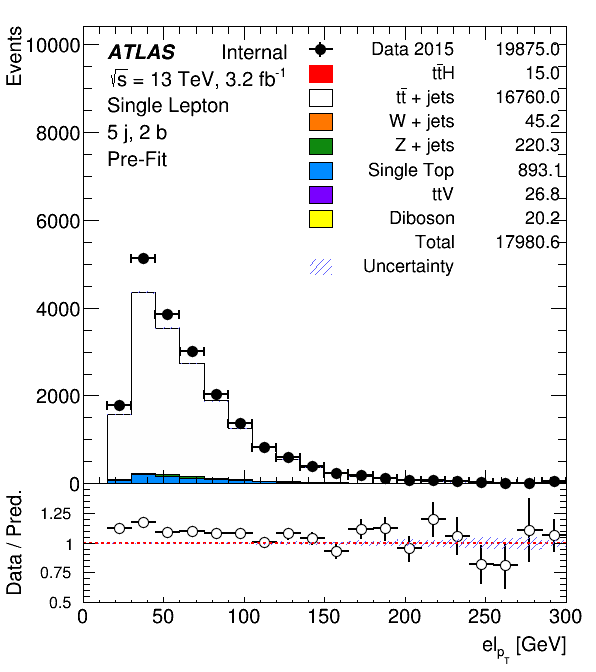 Events
10000
8000
6000
4000
2000
0
ATLAS Internal
√s = 13 TeV, 3.2 fb⁻¹
Single Lepton
5 j, 2 b
Pre-Fit
Data 2015 19875.0
tt̄H 15.0
tt̄ + jets 16760.0
W + jets 45.2
Z + jets 220.3
Single Top 893.1
ttV 26.8
Diboson 20.2
Total 17980.6
Uncertainty
Data / Pred.
1.25
1
0.75
0.5
0 50 100 150 200 250 300
el_pT [GeV]